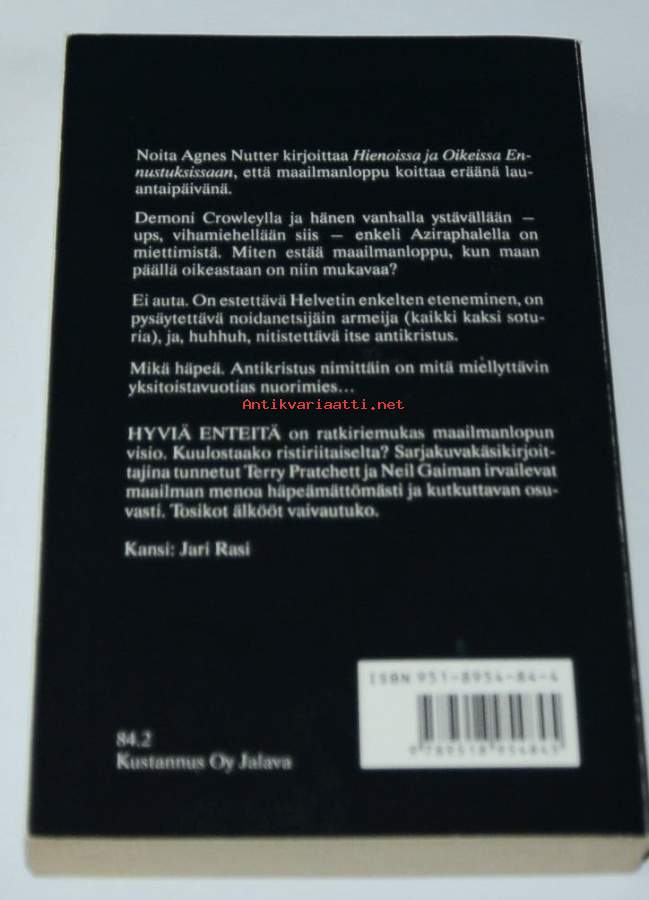 Noita Agnes Nutter kirjoittaa Hienoissa ja Oikeissa En-
nustuksissaan, että maailmanloppu koittaa eräänä lau-
antaipäivänä.
Demoni Crowleylla ja hänen vanhalla ystävällään –
ups, vihamiehellään siis – enkeli Aziraphalella on
miettimistä. Miten estää maailmanloppu, kun maan
päällä oikeastaan on niin mukavaa?
Ei auta. On estettävä Helvetin enkelten eteneminen, on
pysäytettävä noidanetsijäin armeija (kaikki kaksi sotu-
ria), ja, huhhuh, nitistettävä itse antikristus.
Mikä häpeä. Antikristus nimittäin on mitä miellyttävin
yksitoistavuotias nuorimies...
Antikvariaatti.net
HYVIÄ ENTEITÄ on ratkiriemukas maailmanlopun
visio. Kuulostaako ristiriitaiselta? Sarjakuvakäsikirjoit-
tajina tunnetut Terry Pratchett ja Neil Gaiman irvailevat
maailman menoa häpeämättömästi ja kutkuttavan osu-
vasti. Tosikot älkööt vaivautuko.
Kansi: Jari Rasi
ISBN 951-8954-84-4
9 789518 954845
84.2
Kustannus Oy Jalava